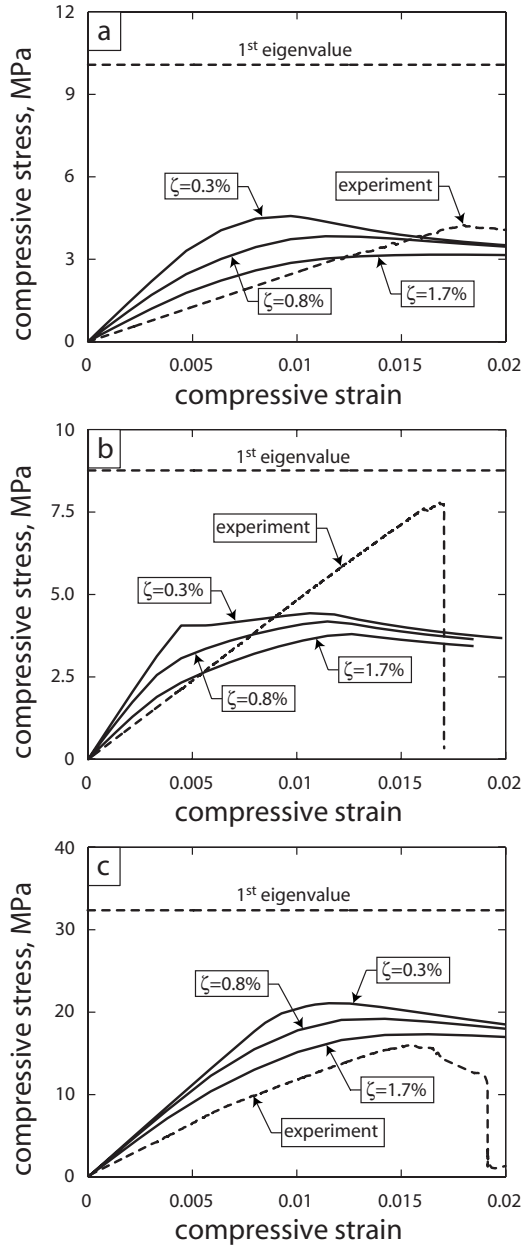 a
1st eigenvalue
compressive stress, MPa
12
9
6
3
0
ζ=0.3%
experiment
ζ=0.8%
ζ=1.7%
0
0.005
0.01
0.015
0.02
compressive strain
b
1st eigenvalue
compressive stress, MPa
10
7.5
5.0
2.5
0
experiment
ζ=0.3%
ζ=0.8%
ζ=1.7%
0
0.005
0.01
0.015
0.02
compressive strain
c
1st eigenvalue
compressive stress, MPa
40
30
20
10
0
ζ=0.8%
ζ=0.3%
ζ=1.7%
experiment
0
0.005
0.01
0.015
0.02
compressive strain